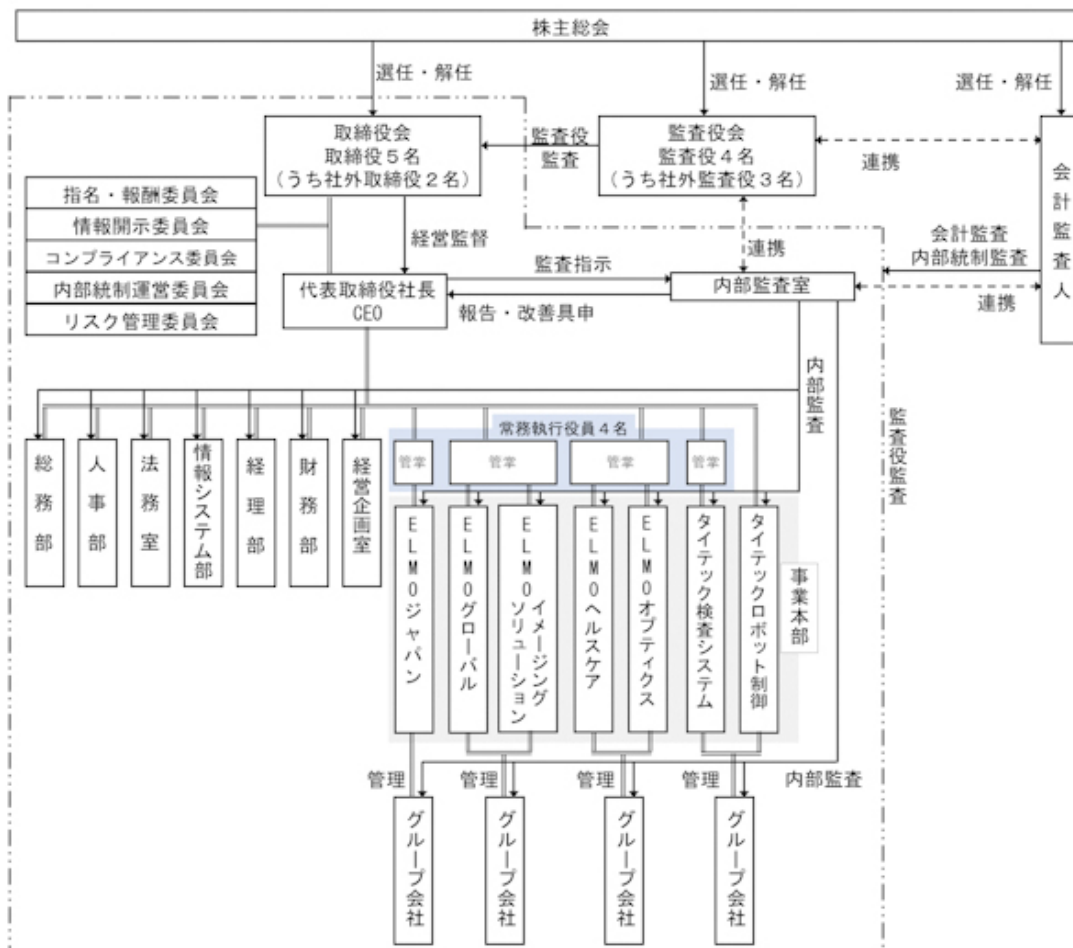 株主総会
選任・解任
選任・解任
選任・解任
取締役会
取締役5名
(うち社外取締役2名)
監査役
監査
監査役会
監査役4名
(うち社外監査役3名)
連携
会計監査人
指名・報酬委員会
情報開示委員会
コンプライアンス委員会
内部統制運営委員会
リスク管理委員会
経営監督
連携
会計監査
内部統制監査
代表取締役社長
CEO
監査指示
報告・改善具申
内部監査室
連携
内部監査
監査役監査
総務部
人事部
法務室
情報システム部
経理部
財務部
経営企画室
常務執行役員4名
管掌
管掌
管掌
管掌
ELMOジャパン
ELMOグローバル
ELMOイメージング
ソリューション
ELMOヘルスケア
ELMOオプティクス
タイテック検査システム
タイテックロボット制御
事業本部
管理
管理
管理
管理
内部監査
グループ会社
グループ会社
グループ会社
グループ会社